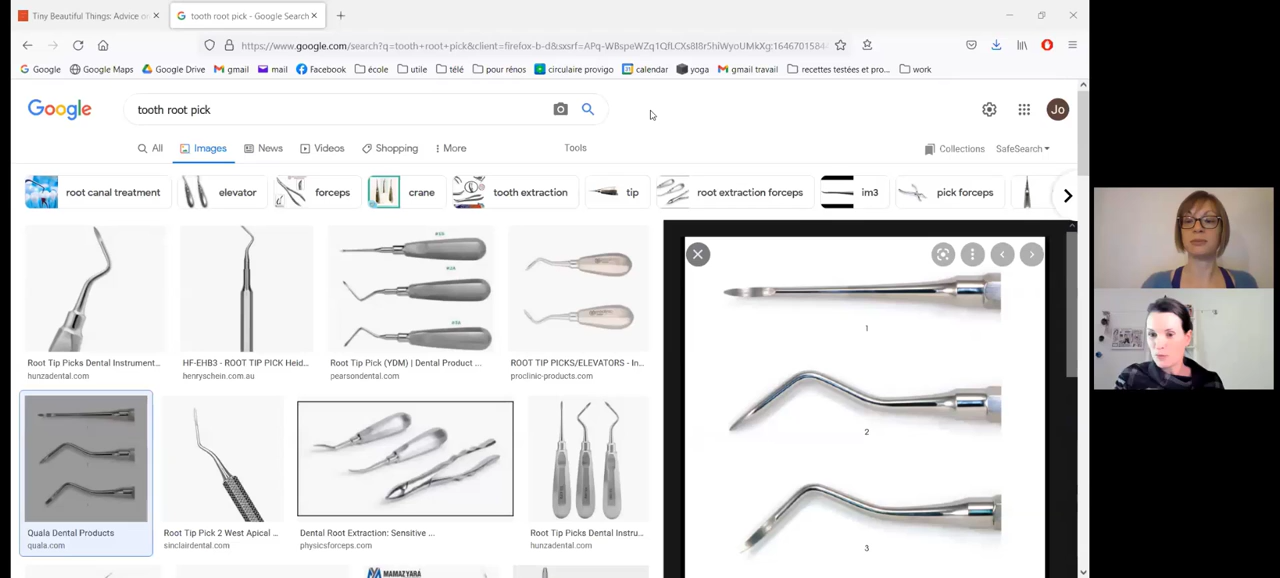 Tiny Beautiful Things: Advice on
tooth root pick - Google Search
https://www.google.com/search?q=tooth+root+pick&client=firefox-b-d&sxsrf=APq-WBspeWZq1QfLCXs8I8r5hiWyoUMkXg:1646701584
Google
Google Maps
Google Drive
gmail
mail
Facebook
école
utile
télé
pour rénos
circulaire provigo
calendar
yoga
gmail travail
recettes testées et pro...
work
Google
tooth root pick
Jo
All
Images
News
Videos
Shopping
More
Tools
Collections
SafeSearch
root canal treatment
elevator
forceps
crane
tooth extraction
tip
root extraction forceps
im3
pick forceps
Root Tip Picks Dental Instrument...
hunzadental.com
HF-EHB3 - ROOT TIP PICK Heid...
henryschein.com.au
Root Tip Pick (YDM) | Dental Product ...
pearsondental.com
ROOT TIP PICKS/ELEVATORS - In...
proclinic-products.com
Quala Dental Products
quala.com
Root Tip Pick 2 West Apical ...
sinclairdental.com
Dental Root Extraction: Sensitive ...
physicsforceps.com
Root Tip Picks Dental Instru...
hunzadental.com
1
2
3
MAMAZYARA